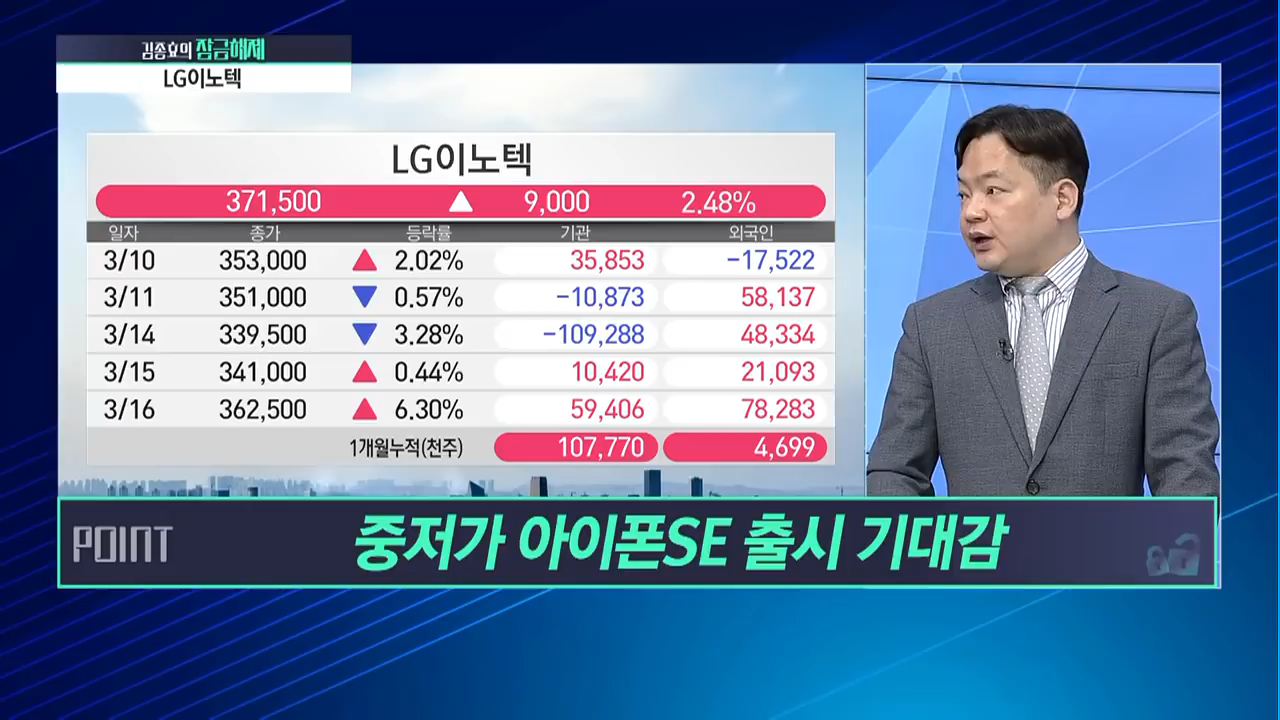 김종효의 잠금해제
LG이노텍
LG이노텍
371,500 ▲ 9,000 2.48%
일자 종가 등락률 기관 외국인
3/10 353,000 ▲ 2.02% 35,853 -17,522
3/11 351,000 ▼ 0.57% -10,873 58,137
3/14 339,500 ▼ 3.28% -109,288 48,334
3/15 341,000 ▲ 0.44% 10,420 21,093
3/16 362,500 ▲ 6.30% 59,406 78,283
1개월누적(천주) 107,770 4,699
POINT 중저가 아이폰SE 출시 기대감